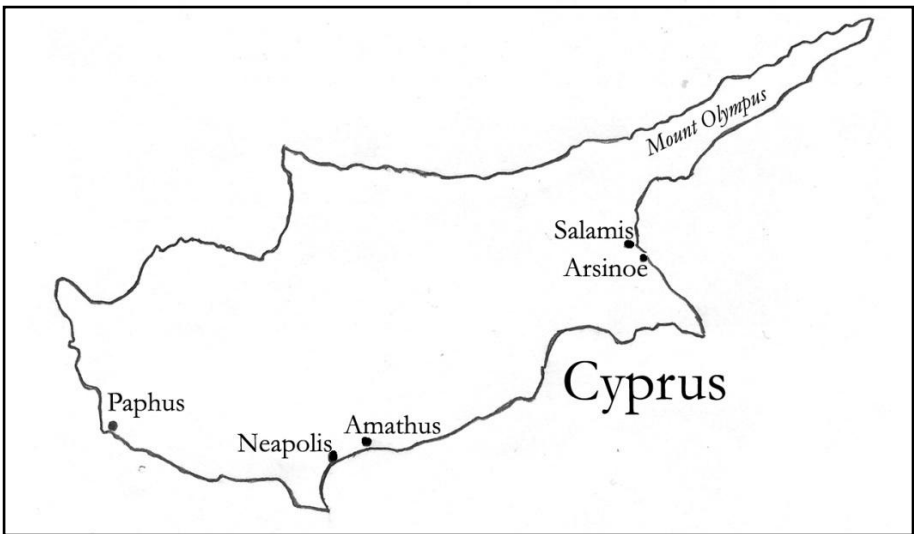 Mount Olympus
Salamis
Arsinoe
Cyprus
Paphus
Amathus
Neapolis